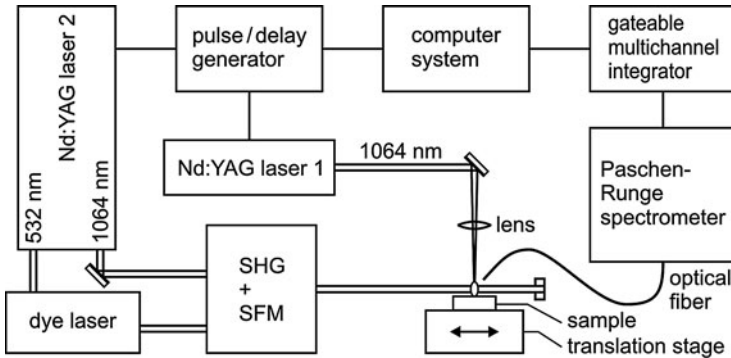 Nd:YAG laser 2
532 nm
1064 nm
pulse/delay
generator
computer
system
gateable
multichannel
integrator
Nd:YAG laser 1
1064 nm
Paschen-
Runge
spectrometer
lens
SHG
+
SFM
optical
fiber
dye laser
sample
translation stage